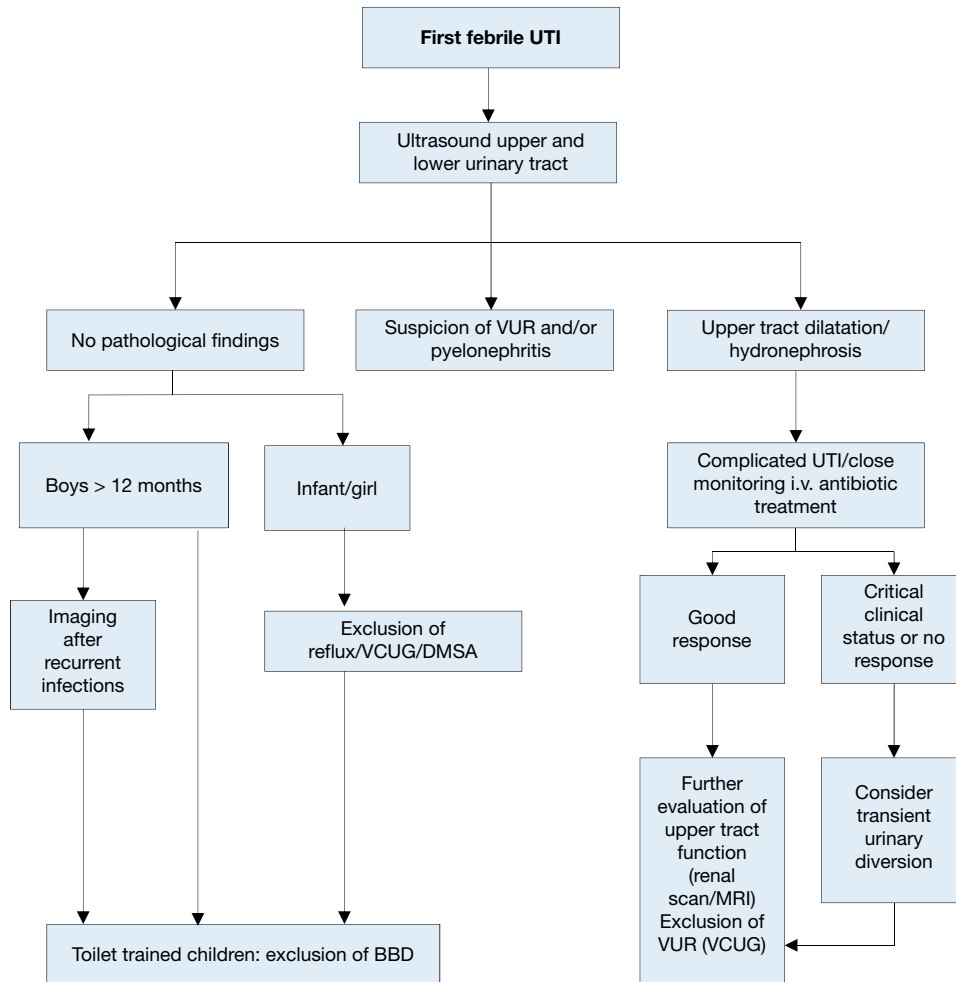 First febrile UTI
Ultrasound upper and
lower urinary tract
No pathological findings
Suspicion of VUR and/or
pyelonephritis
Upper tract dilatation/
hydronephrosis
Boys > 12 months
Infant/girl
Complicated UTI/close
monitoring i.v. antibiotic
treatment
Imaging
after
recurrent
infections
Exclusion of
reflux/VCUG/DMSA
Good
response
Critical
clinical
status or no
response
Further
evaluation of
upper tract
function
(renal
scan/MRI)
Exclusion of
VUR (VCUG)
Consider
transient
urinary
diversion
Toilet trained children: exclusion of BBD